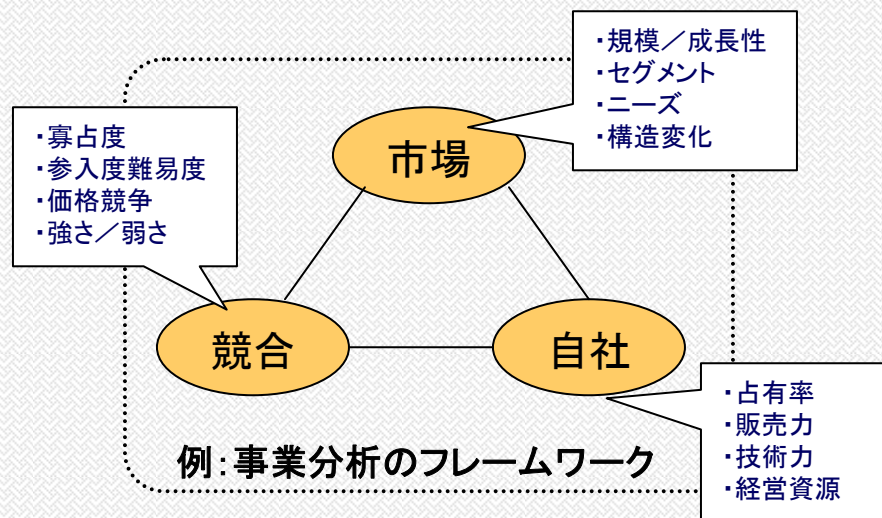 ・規模／成長性
・セグメント
・ニーズ
・構造変化
市場
・寡占度
・参入度難易度
・価格競争
・強さ／弱さ
競合
自社
・占有率
・販売力
・技術力
・経営資源
例：事業分析のフレームワーク